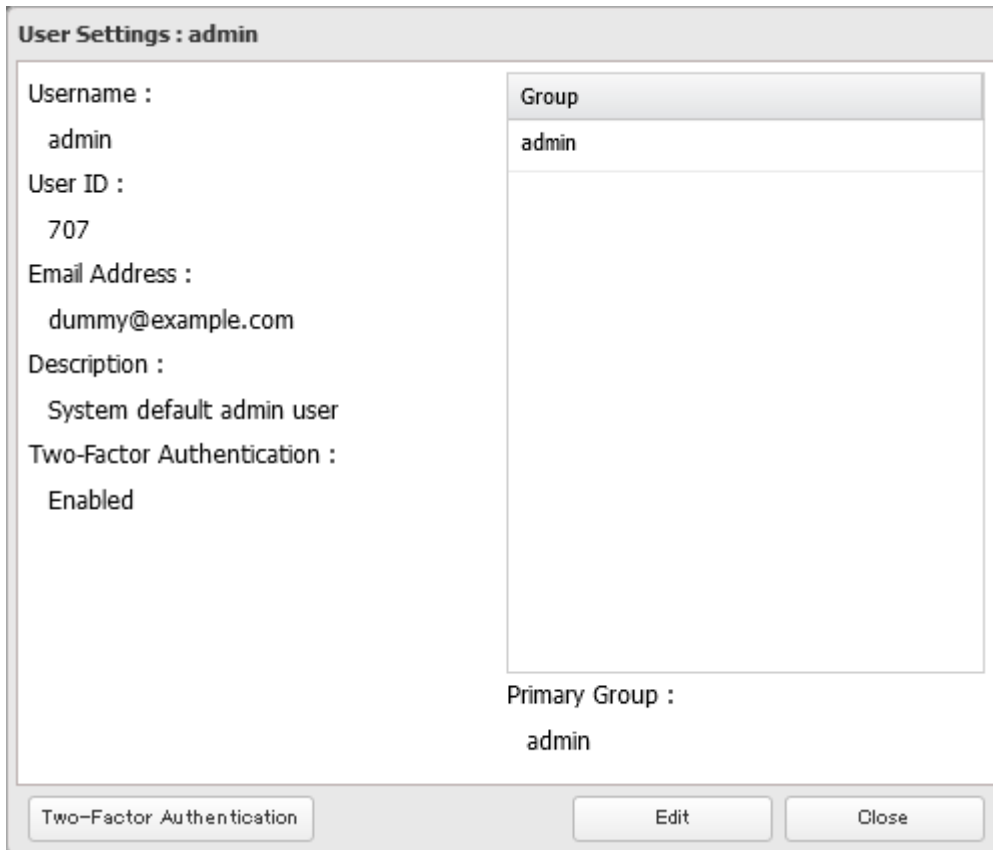 User Settings : admin
Username :
admin
User ID :
707
Email Address :
dummy@example.com
Description :
System default admin user
Two-Factor Authentication :
Enabled
Group
admin
Primary Group :
admin
Two-Factor Authentication
Edit
Close